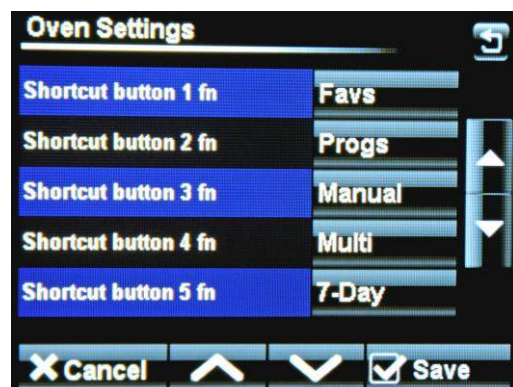 Oven Settings
Shortcut button 1 fn Favs
Shortcut button 2 fn Progs
Shortcut button 3 fn Manual
Shortcut button 4 fn Multi
Shortcut button 5 fn 7-Day
Cancel Save